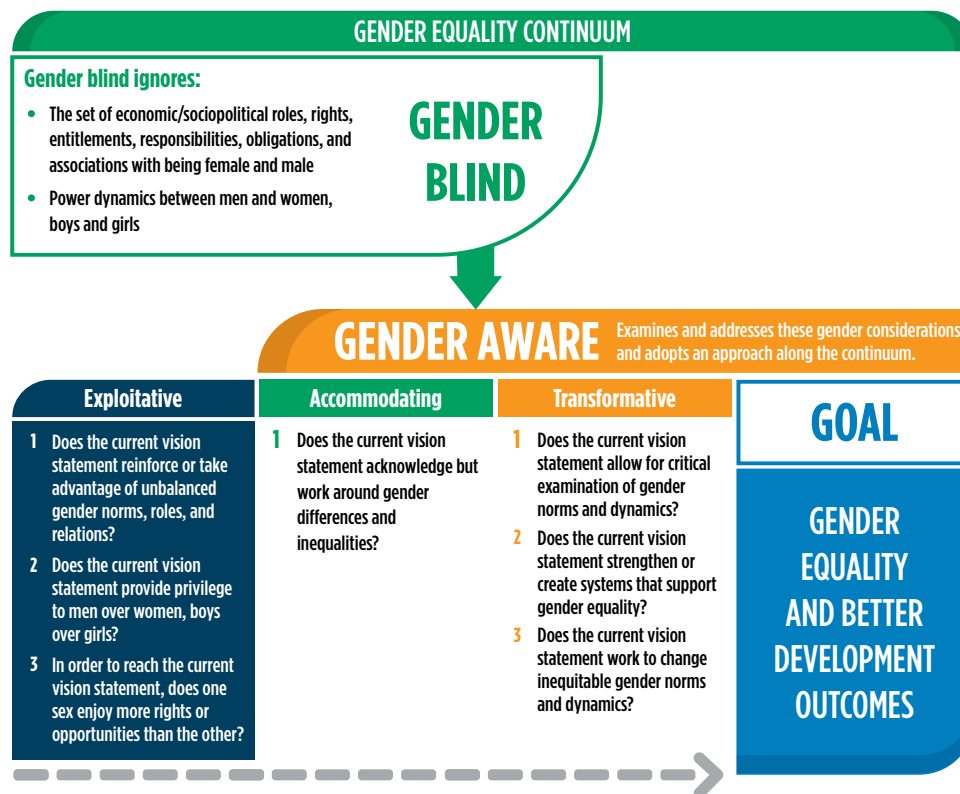 GENDER EQUALITY CONTINUUM
Gender blind ignores:
• The set of economic/sociopolitical roles, rights,
entitlements, responsibilities, obligations, and
associations with being female and male
• Power dynamics between men and women,
boys and girls
GENDER
BLIND
GENDER AWARE
Examines and addresses these gender considerations
and adopts an approach along the continuum.
Exploitative
1 Does the current vision
statement reinforce or take
advantage of unbalanced
gender norms, roles, and
relations?
2 Does the current vision
statement provide privilege
to men over women, boys
over girls?
3 In order to reach the current
vision statement, does one
sex enjoy more rights or
opportunities than the other?
Accommodating
1 Does the current vision
statement acknowledge but
work around gender
differences and
inequalities?
Transformative
1 Does the current vision
statement allow for critical
examination of gender
norms and dynamics?
2 Does the current vision
statement strengthen or
create systems that support
gender equality?
3 Does the current vision
statement work to change
inequitable gender norms
and dynamics?
GOAL
GENDER
EQUALITY
AND BETTER
DEVELOPMENT
OUTCOMES